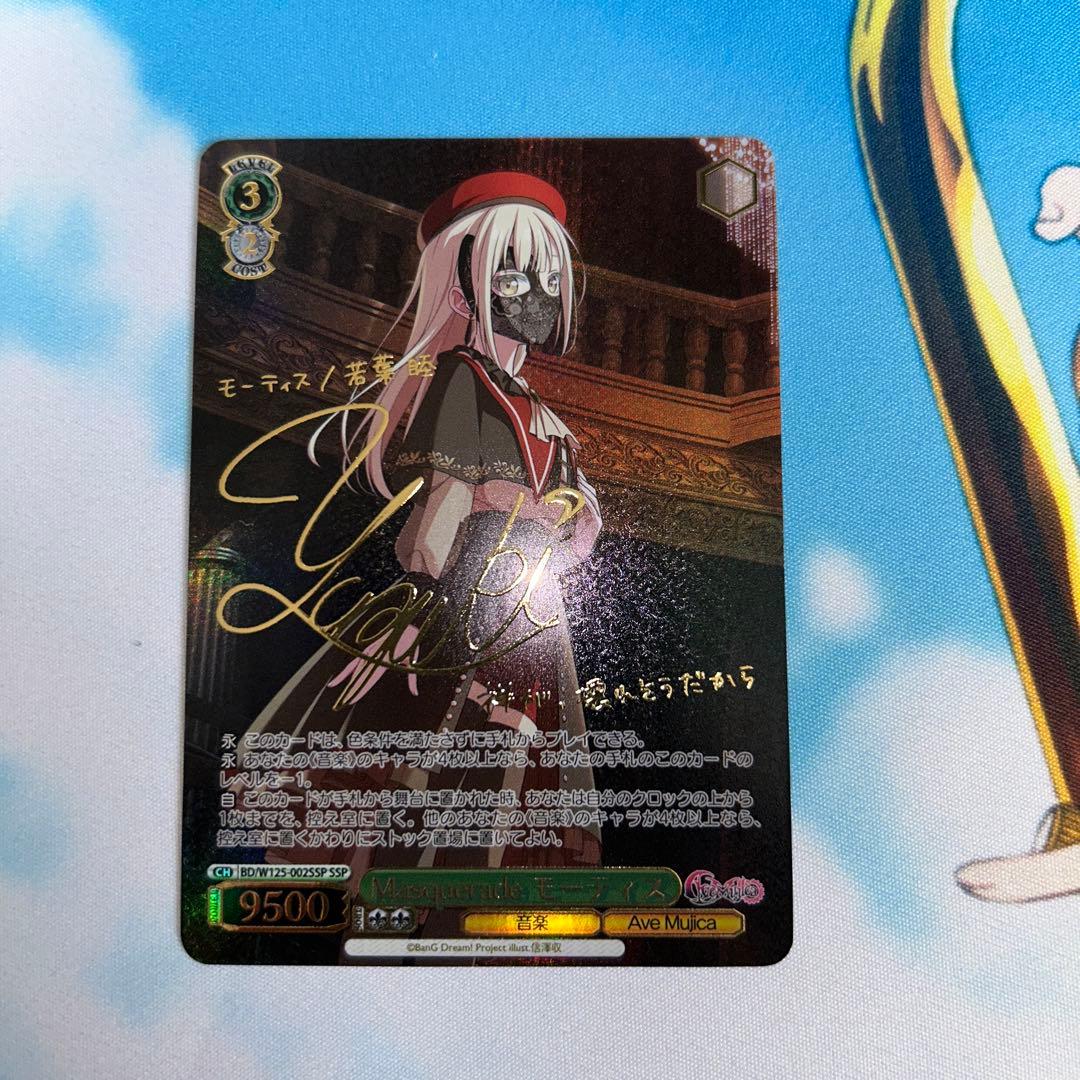 LEVEL
3
2
COST
モーティス/若葉 睦
、壊れそうだから
永 このカードは、色条件を満たさずに手札からプレイできる。
永 あなたの《音楽》のキャラが4枚以上なら、あなたの手札のこのカードの
レベルを-1。
自 このカードが手札から舞台に置かれた時、あなたは自分のクロックの上から
1枚までを、控え室に置く。他のあなたの《音楽》のキャラが4枚以上なら、
控え室に置くかわりにストック置場に置いてよい。
CH BD/W125-002SSP SSP
Masquerade モーティス
9500
音楽
Ave Mujica
©BanG Dream! Project illust.信澤収